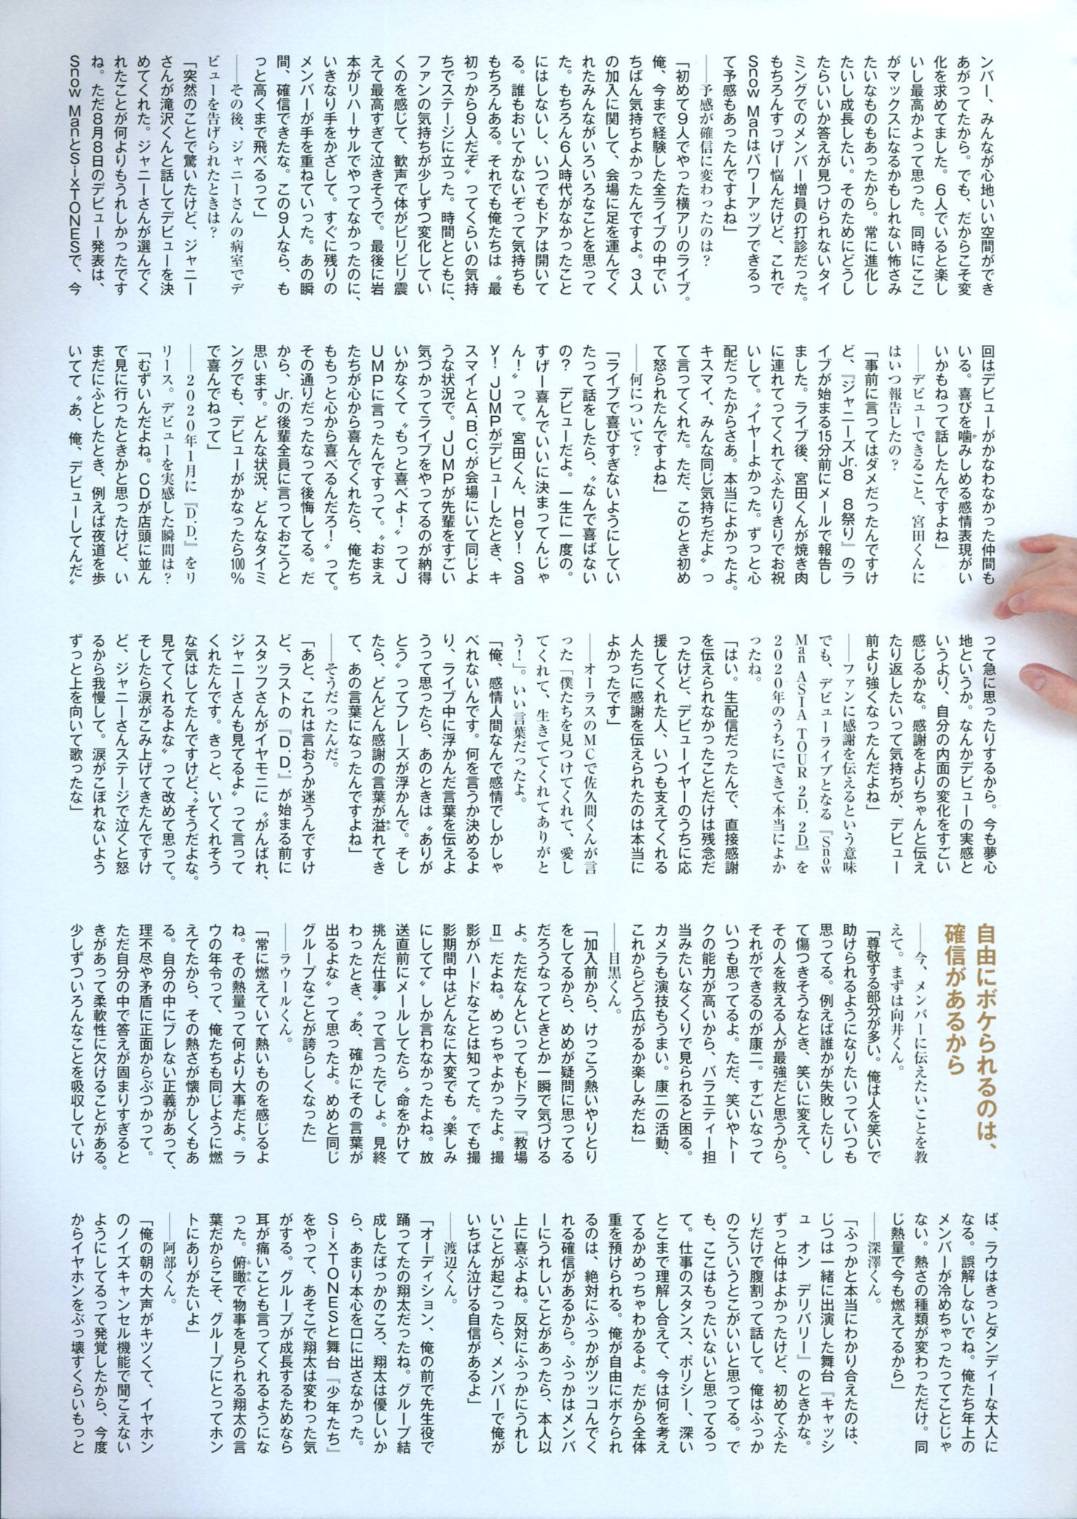 ンバー、みんなが心地いい空間ができ
あがってたから。でも、だからこそ変
化を求めてました。6人でいると楽し
いし最高かよって思った。同時にここ
がマックスになるかもしれない怖さみ
たいなものもあったから。常に進化し
たいし成長したい。そのためにどうし
たらいいか答えが見つけられないタイ
ミングでのメンバー増員の打診だった。
もちろんすっげー悩んだけど、これで
Snow Manはパワーアップできるっ
て予感もあったんですよね」
――予感が確信に変わったのは?
「初めて9人でやった横アリのライブ。
俺、今まで経験した全ライブの中でい
ちばん気持ちよかったんですよ。3人
の加入に関して、会場に足を運んでく
れたみんながいろいろなことを思って
た。もちろん6人時代がなかったこと
にはしないし、いつでもドアは開いて
る。誰もおいてかないぞって気持ちも
もちろんある。それでも俺たちは〝最
初っから9人だぞ〟ってくらいの気持
ちでステージに立った。時間とともに、
ファンの気持ちが少しずつ変化してい
くのを感じて、歓声で体がビリビリ震
えて最高すぎて泣きそうで。最後に岩
本がリハーサルでやってなかったのに、
いきなり手をかざして。すぐに残りの
メンバーが手を重ねていった。あの瞬
間、確信できたな。この9人なら、も
っと高くまで飛べるって」
――その後、ジャニーさんの病室でデ
ビューを告げられたときは?
「突然のことで驚いたけど、ジャニー
さんが滝沢くんと話してデビューを決
めてくれた。ジャニーさんが選んでく
れたことが何よりもうれしかったです
ね。ただ8月8日のデビュー発表は、
Snow ManとSixTONESで、今
回はデビューがかなわなかった仲間も
いる。喜びを噛みしめる感情表現がい
いかもねって話したんですよね」
――デビューできること、宮田くんに
はいつ報告したの?
「事前に言ってはダメだったんですけ
ど、『ジャニーズJr.8 8祭り』のラ
イブが始まる15分前にメールで報告し
ました。ライブ後、宮田くんが焼き肉
に連れてってくれてふたりきりでお祝
いして。〝イヤーよかった。ずっと心
配だったからさあ。本当によかったよ。
キスマイ、みんな同じ気持ちだよ〟っ
て言ってくれた。ただ、このとき初め
て怒られたんですよね」
――何について?
「ライブで喜びすぎないようにしてい
たって話をしたら、〝なんで喜ばない
の? デビューだよ。一生に一度の。
すげー喜んでいいに決まってんじゃ
ん!〟って。宮田くん、Hey! Sa
y! JUMPがデビューしたとき、キ
スマイとA.B.C.が会場にいて同じよ
うな状況で。JUMPが先輩をすごい
気づかってライブをやってるのが納得
いかなくて〝もっと喜べよ!〟ってJ
UMPに言ったんですって。〝おまえ
たちが心から喜んでくれたら、俺たち
ももっと心から喜べるんだろ!〟って。
その通りだったなって後悔してる。だ
から、Jr.の後輩全員に言っておこうと
思います。どんな状況、どんなタイミ
ングでも、デビューがかなったら100%
で喜んでねって」
――2020年1月に『D.D.』をリ
リース。デビューを実感した瞬間は?
「むずいんだよね。CDが店頭に並ん
で見に行ったときかと思ったけど、い
まだにふとしたとき、例えば夜道を歩
いてて〝あ、俺、デビューしてんだ〟
って急に思ったりするから。今も夢心
地というか。なんかデビューの実感と
いうより、自分の内面の変化をすごい
感じるかな。感謝をよりちゃんと伝え
たり返したいって気持ちが、デビュー
前より強くなったんだよね」
――ファンに感謝を伝えるという意味
でも、デビューライブとなる『Snow
Man ASIA TOUR 2D.2D.』を
2020年のうちにできて本当によか
ったね。
「はい。生配信だったんで、直接感謝
を伝えられなかったことだけは残念だ
ったけど、デビューイヤーのうちに応
援してくれた人、いつも支えてくれる
人たちに感謝を伝えられたのは本当に
よかったです」
――オーラスのMCで佐久間くんが言
った「僕たちを見つけてくれて、愛し
てくれて、生きててくれてありがと
う!」。いい言葉だったよ。
「俺、感情人間なんで感情でしかしゃ
べれないんです。何を言うか決めるよ
り、ライブ中に浮かんだ言葉を伝えよ
うって思ったら、あのときは〝ありが
とう〟ってフレーズが浮かんで。そし
たら、どんどん感謝の言葉が溢れてき
て、あの言葉になったんですよね」
――そうだったんだ。
「あと、これは言おうか迷うんですけ
ど、ラストの『D.D.』が始まる前に
スタッフさんがイヤモニに〝がんばれ、
ジャニーさんも見てるよ〟って言って
くれたんです。きっと、いてくれそう
な気はしてたんですけど、〝そうだよな。
見ててくれるよな〟って改めて思って。
そしたら涙がこみ上げてきたんですけ
ど、ジャニーさんステージで泣くと怒
るから我慢して。涙がこぼれないよう
ずっと上を向いて歌ったな」
自由にボケられるのは、
確信があるから
――今、メンバーに伝えたいことを教
えて。まずは向井くん。
「尊敬する部分が多い。俺は人を笑いで
助けられるようになりたいっていつも
思ってる。例えば誰かが失敗したりし
て傷つきそうなとき、笑いに変えて、
その人を救える人が最強だと思うから。
それができるのが康二。すごいなって
いつも思ってるよ。ただ、笑いやトー
クの能力が高いから、バラエティー担
当みたいなくくりで見られると困る。
カメラも演技もうまい。康二の活動、
これからどう広がるか楽しみだね」
――目黒くん。
「加入前から、けっこう熱いやりとり
をしてるから、めめが疑問に思ってる
だろうなってときとか一瞬で気づける
よ。ただなんといってもドラマ『教場
Ⅱ』だよね。めっちゃよかったよ。撮
影がハードなことは知ってた。でも撮
影期間中はどんなに大変でも〝楽しみ
にしてて〟しか言わなかったよね。放
送直前にメールしてたら〝命をかけて
挑んだ仕事〟って言ったでしょ。見終
わったとき、〝あ、確かにその言葉が
出るよなな〟って思ったよ。めめと同じ
グループなことが誇らしくなった」
――ラウールくん。
「常に燃えていて熱いものを感じるよ
ね。その熱量って何より大事だよ。ラ
ウの年令って、俺たちも同じように燃
えてたから、その熱さが懐かしくもあ
る。自分の中にブレない正義があって、
理不尽や矛盾に正面からぶつかって。
ただ自分の中で答えが固まりすぎると
きがあって柔軟性に欠けることがある。
少しずついろんなことを吸収していけ
ば、ラウはきっとダンディーな大人に
なる。誤解しないでね。俺たち年上の
メンバーが冷めちゃったってことじゃ
ない。熱さの種類が変わっただけ。同
じ熱量で今も燃えてるから」
――深澤くん。
「ふっかと本当にわかり合えたのは、
じつは一緒に出演した舞台『キャッシ
ュ オン デリバリー』のときかな。
ずっと仲はよかったけど、初めてふた
りだけで腹割って話して。俺はふっか
のこういうとこがいいと思ってる。で
も、ここはもったいないと思ってるっ
て。仕事のスタンス、ポリシー、深い
とこまで理解し合えて、今は何を考え
てるかめっちゃわかるよ。だから全体
重を預けられる。俺が自由にボケられ
るのは、絶対にふっかがツッコんでく
れる確信があるから。ふっかはメンバ
ーにうれしいことがあったら、本人以
上に喜ぶよね。反対にふっかにうれし
いことが起こったら、メンバーで俺が
いちばん泣ける自信があるよ」
――渡辺くん。
「オーディション、俺の前で先生役で
踊ってたの翔太だったね。グループ結
成したばっかのころ、翔太は優しいか
ら、あまり本心を口に出さなかった。
SixTONESと舞台『少年たち』
をやって、あそこで翔太は変わった気
がする。グループが成長するためなら
耳が痛いことも言ってくれるようにな
った。俯瞰で物事を見られる翔太の言
葉だからこそ、グループにとってホン
トにありがたいよ」
――阿部くん。
「俺の朝の大声がキツくて、イヤホン
のノイズキャンセル機能で聞こえない
ようにしてるって発覚したから、今度
からイヤホンをぶっ壊すくらいもっと